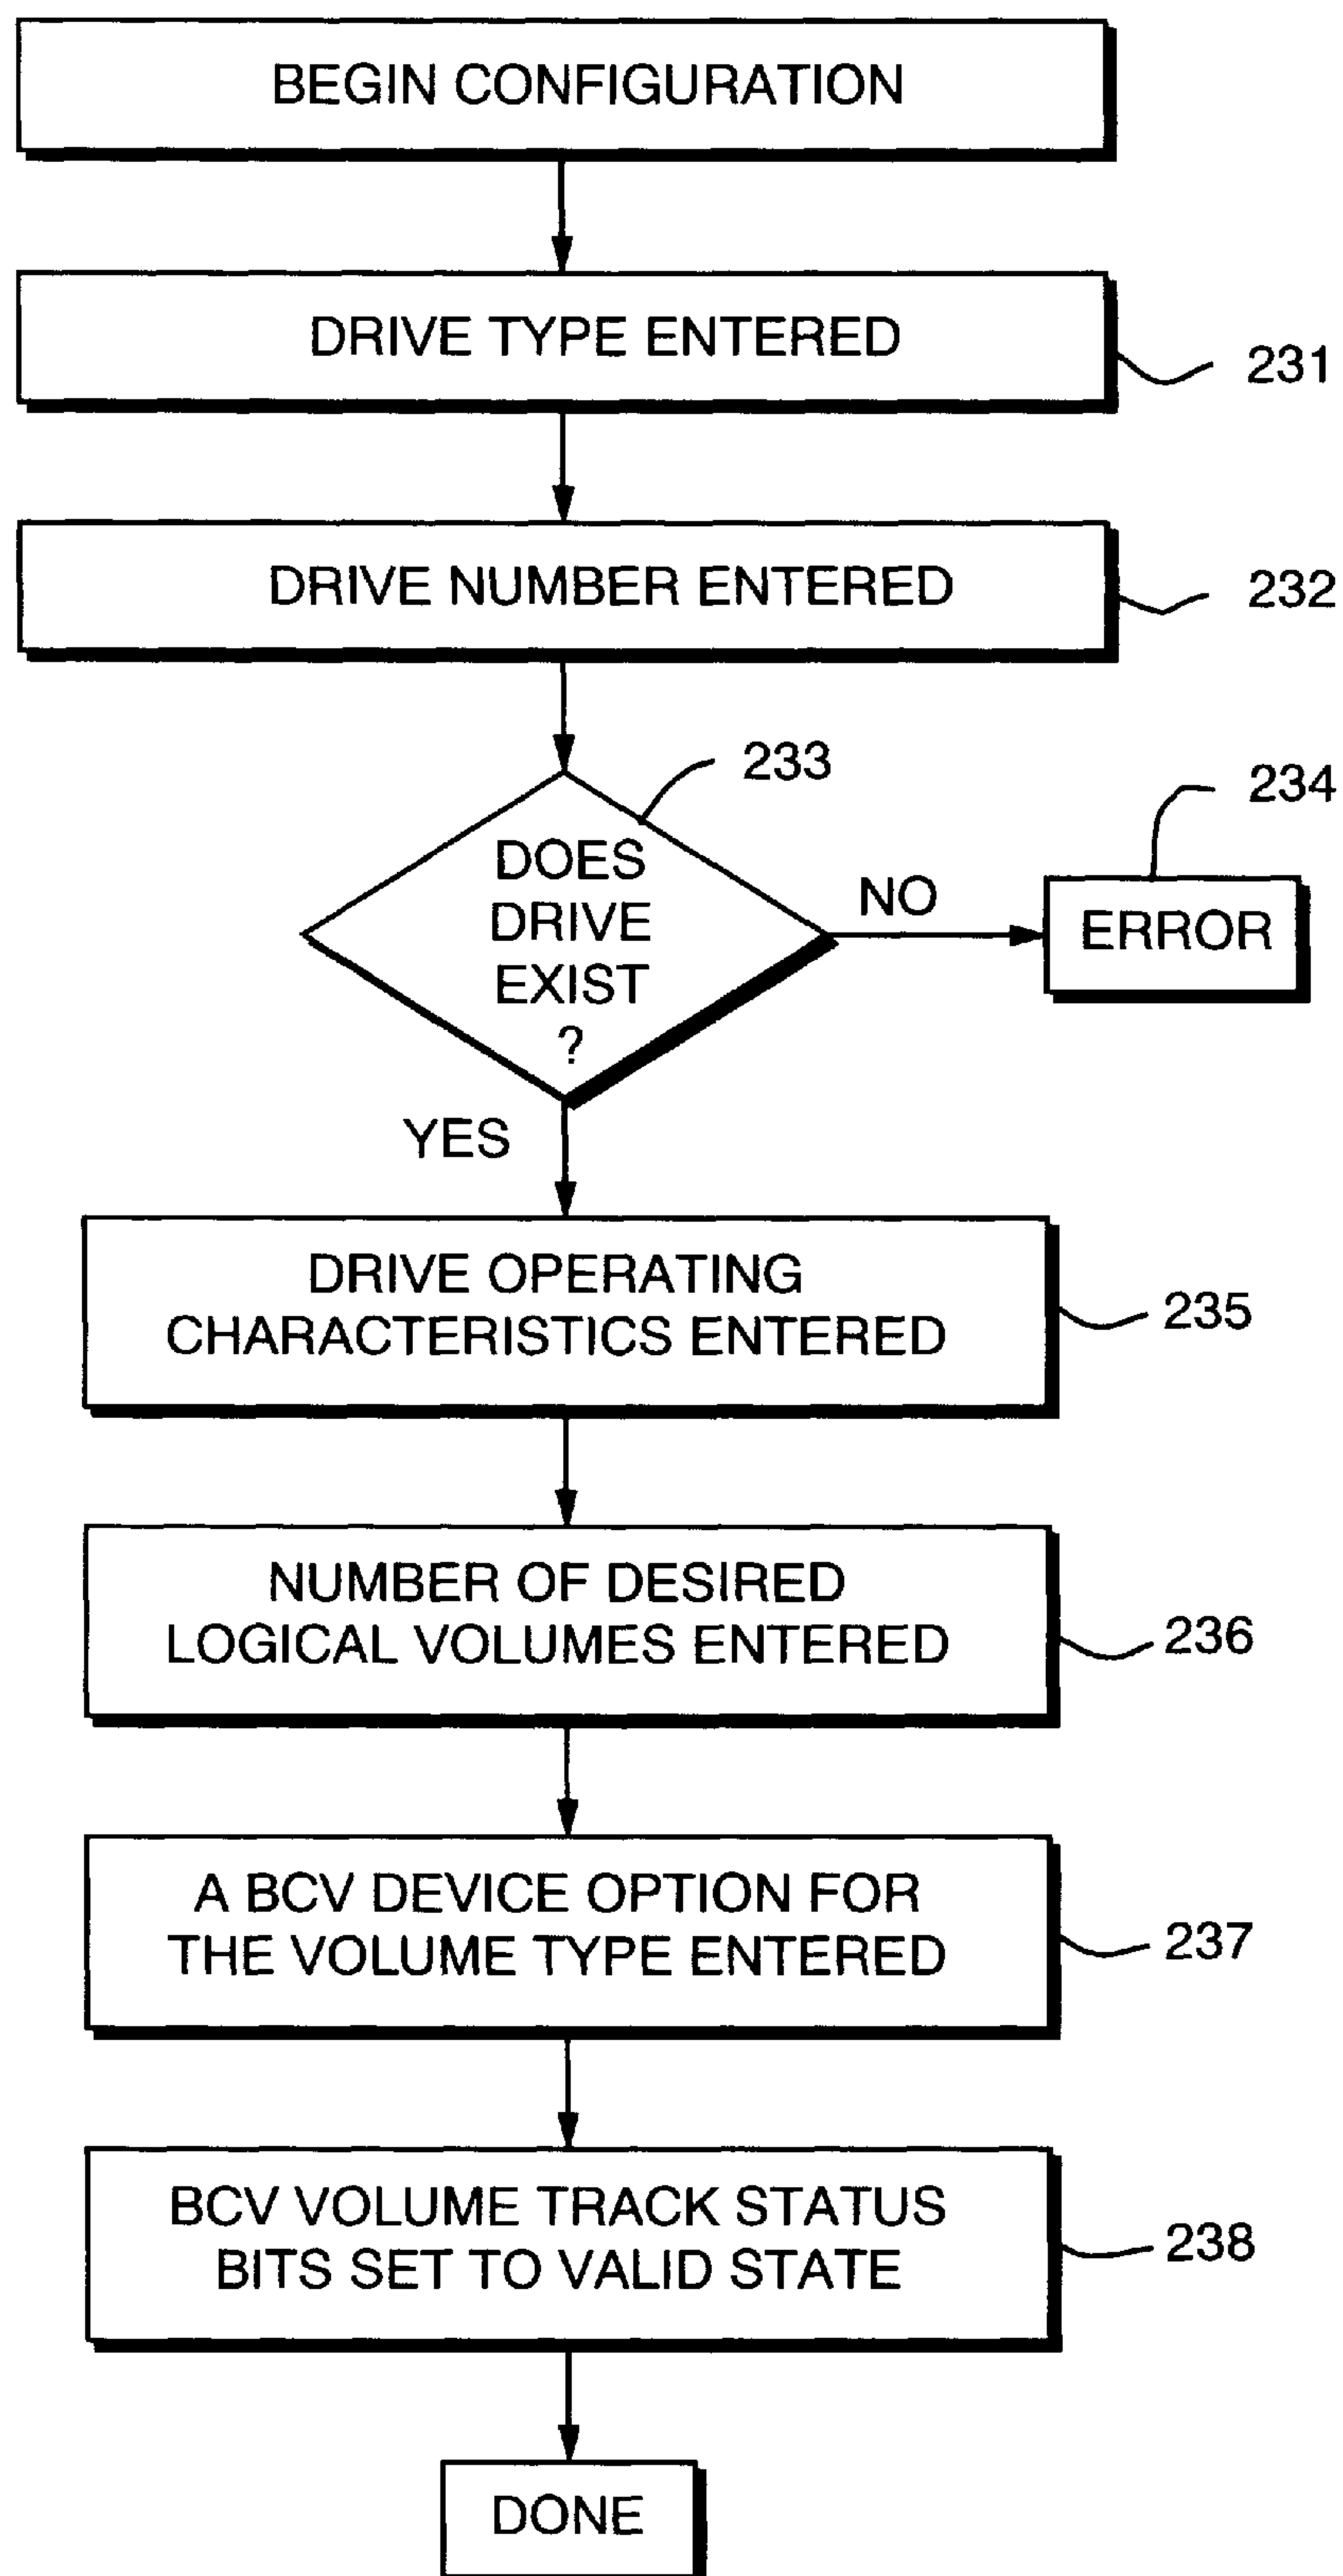 BEGIN CONFIGURATION
DRIVE TYPE ENTERED
231
DRIVE NUMBER ENTERED
232
233
234
DOES
DRIVE
EXIST
?
NO
ERROR
YES
DRIVE OPERATING
CHARACTERISTICS ENTERED
235
NUMBER OF DESIRED
LOGICAL VOLUMES ENTERED
236
A BCV DEVICE OPTION FOR
THE VOLUME TYPE ENTERED
237
BCV VOLUME TRACK STATUS
BITS SET TO VALID STATE
238
DONE